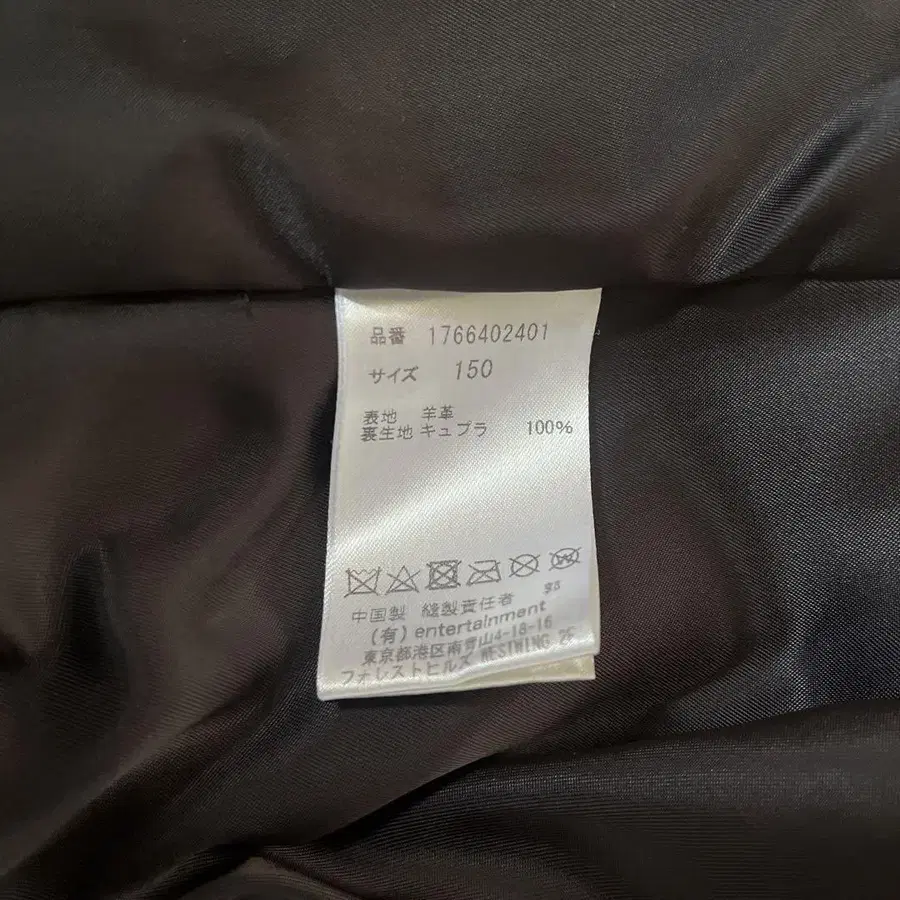 品番 1766402401
サイズ 150
表地 羊革
裏生地 キュプラ 100%
中国製 縫製責任者
(有) entertainment
東京都港区南青山4-18-16
フォレストヒルズ WESTWING 2F